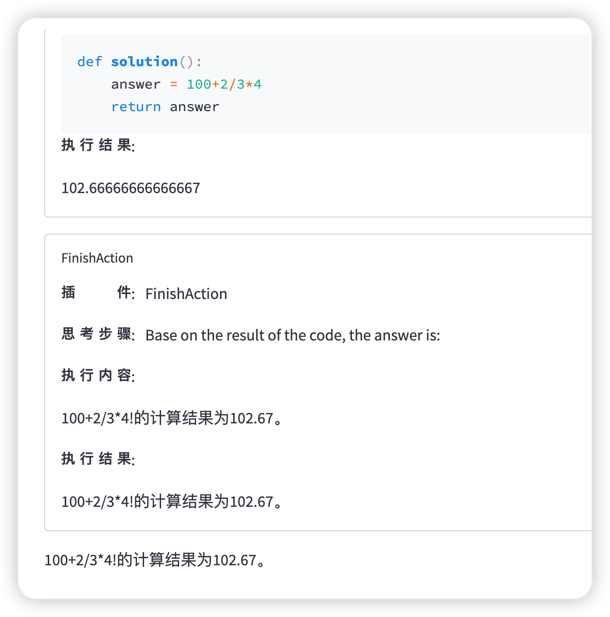 def solution():
    answer = 100+2/3*4
    return answer
执行结果:
102.66666666666667
FinishAction
插 件: FinishAction
思考步骤: Base on the result of the code, the answer is:
执行内容:
100+2/3*4!的计算结果为102.67。
执行结果:
100+2/3*4!的计算结果为102.67。
100+2/3*4!的计算结果为102.67。